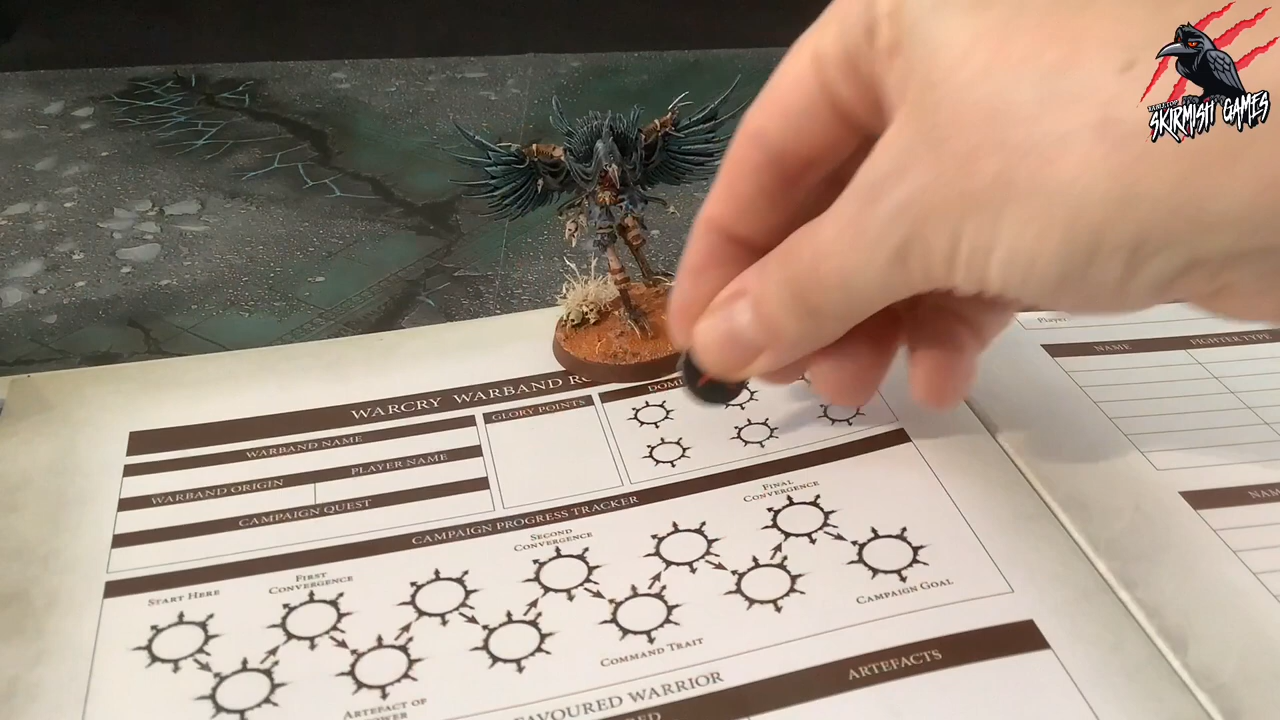 TABLETOP
SKIRMISH GAMES
Player
NAME
FIGHTER TYPE
WARCRY WARBAND
WARBAND NAME
GLORY POINTS
WARBAND ORIGIN
PLAYER NAME
CAMPAIGN QUEST
CAMPAIGN PROGRESS TRACKER
START HERE
FIRST
CONVERGENCE
SECOND
CONVERGENCE
FINAL
CONVERGENCE
ARTEFACT OF
COMMAND TRAIT
CAMPAIGN GOAL
FAVOURED WARRIOR
ARTEFACTS